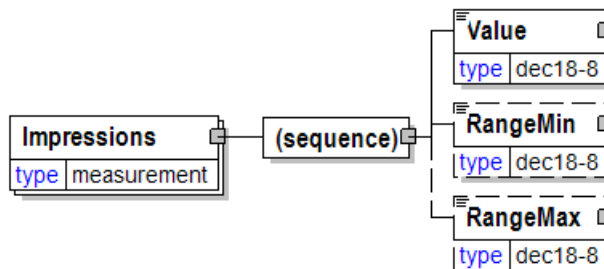 Value
type dec18-8
Impressions
type measurement
(sequence)
RangeMin
type dec18-8
RangeMax
type dec18-8